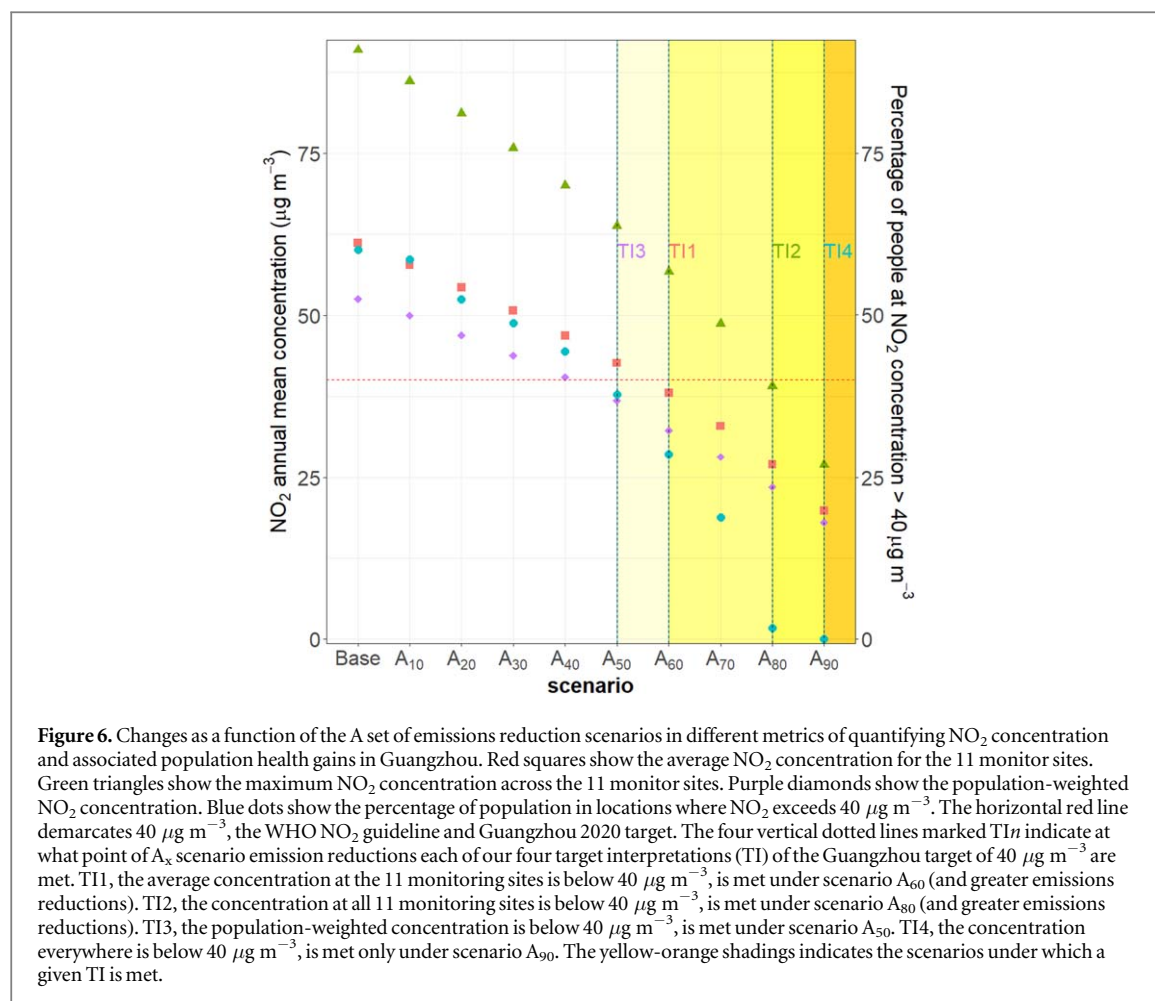 NO₂ annual mean concentration (μg m⁻³)
75
50
25
0
TI3
TI1
TI2
TI4
75
50
25
0
Percentage of people at NO₂ concentration > 40 μg m⁻³
Base A₁₀ A₂₀ A₃₀ A₄₀ A₅₀ A₆₀ A₇₀ A₈₀ A₉₀
scenario
Figure 6. Changes as a function of the A set of emissions reduction scenarios in different metrics of quantifying NO₂ concentration
and associated population health gains in Guangzhou. Red squares show the average NO₂ concentration for the 11 monitor sites.
Green triangles show the maximum NO₂ concentration across the 11 monitor sites. Purple diamonds show the population-weighted
NO₂ concentration. Blue dots show the percentage of population in locations where NO₂ exceeds 40 μg m⁻³. The horizontal red line
demarcates 40 μg m⁻³, the WHO NO₂ guideline and Guangzhou 2020 target. The four vertical dotted lines marked TIn indicate at
what point of Aₓ scenario emission reductions each of our four target interpretations (TI) of the Guangzhou target of 40 μg m⁻³ are
met. TI1, the average concentration at the 11 monitoring sites is below 40 μg m⁻³, is met under scenario A₆₀ (and greater emissions
reductions). TI2, the concentration at all 11 monitoring sites is below 40 μg m⁻³, is met under scenario A₈₀ (and greater emissions
reductions). TI3, the population-weighted concentration is below 40 μg m⁻³, is met under scenario A₅₀. TI4, the concentration
everywhere is below 40 μg m⁻³, is met only under scenario A₉₀. The yellow-orange shadings indicates the scenarios under which a
given TI is met.